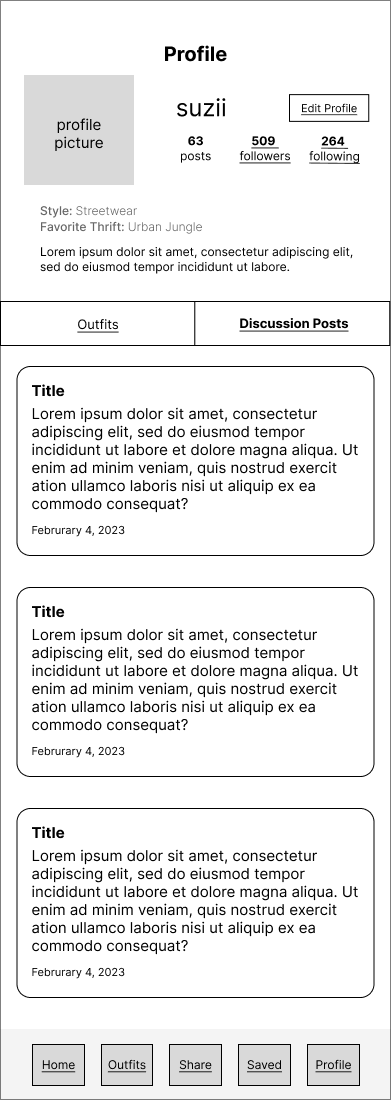 Profile
profile
picture
suzii
Edit Profile
63 509 264
posts followers following
Style: Streetwear
Favorite Thrift: Urban Jungle
Lorem ipsum dolor sit amet, consectetur adipiscing elit,
sed do eiusmod tempor incididunt ut labore.
Outfits Discussion Posts
Title
Lorem ipsum dolor sit amet, consectetur
adipiscing elit, sed do eiusmod tempor
incididunt ut labore et dolore magna aliqua. Ut
enim ad minim veniam, quis nostrud exercit
ation ullamco laboris nisi ut aliquip ex ea
commodo consequat?
Februrary 4, 2023
Title
Lorem ipsum dolor sit amet, consectetur
adipiscing elit, sed do eiusmod tempor
incididunt ut labore et dolore magna aliqua. Ut
enim ad minim veniam, quis nostrud exercit
ation ullamco laboris nisi ut aliquip ex ea
commodo consequat?
Februrary 4, 2023
Title
Lorem ipsum dolor sit amet, consectetur
adipiscing elit, sed do eiusmod tempor
incididunt ut labore et dolore magna aliqua. Ut
enim ad minim veniam, quis nostrud exercit
ation ullamco laboris nisi ut aliquip ex ea
commodo consequat?
Februrary 4, 2023
Home Outfits Share Saved Profile